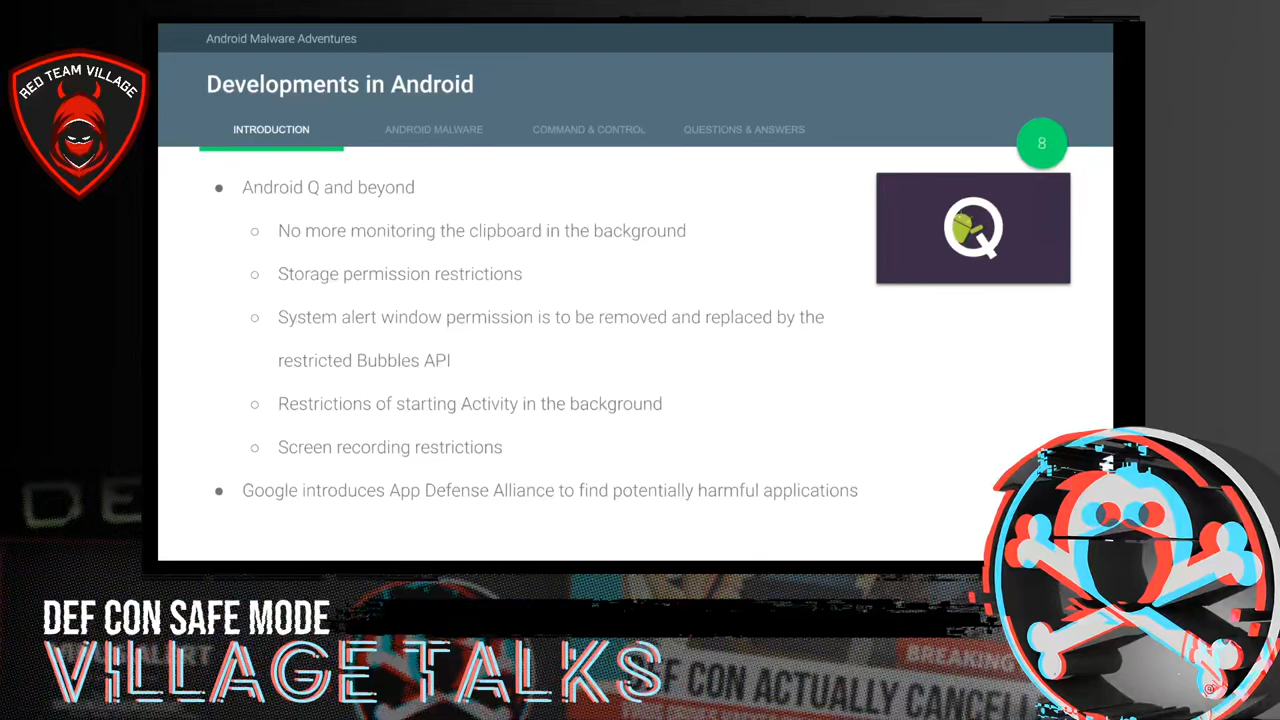 Android Malware Adventures
RED TEAM VILLAGE
Developments in Android
INTRODUCTION
ANDROID MALWARE
COMMAND & CONTROL
QUESTIONS & ANSWERS
8
● Android Q and beyond
○ No more monitoring the clipboard in the background
○ Storage permission restrictions
○ System alert window permission is to be removed and replaced by the
restricted Bubbles API
○ Restrictions of starting Activity in the background
○ Screen recording restrictions
● Google introduces App Defense Alliance to find potentially harmful applications
Q
DE
DEF CON SAFE MODE
VILLAGE TALKS
BREAKIN
DEF CON ACTUALLY CANCEL